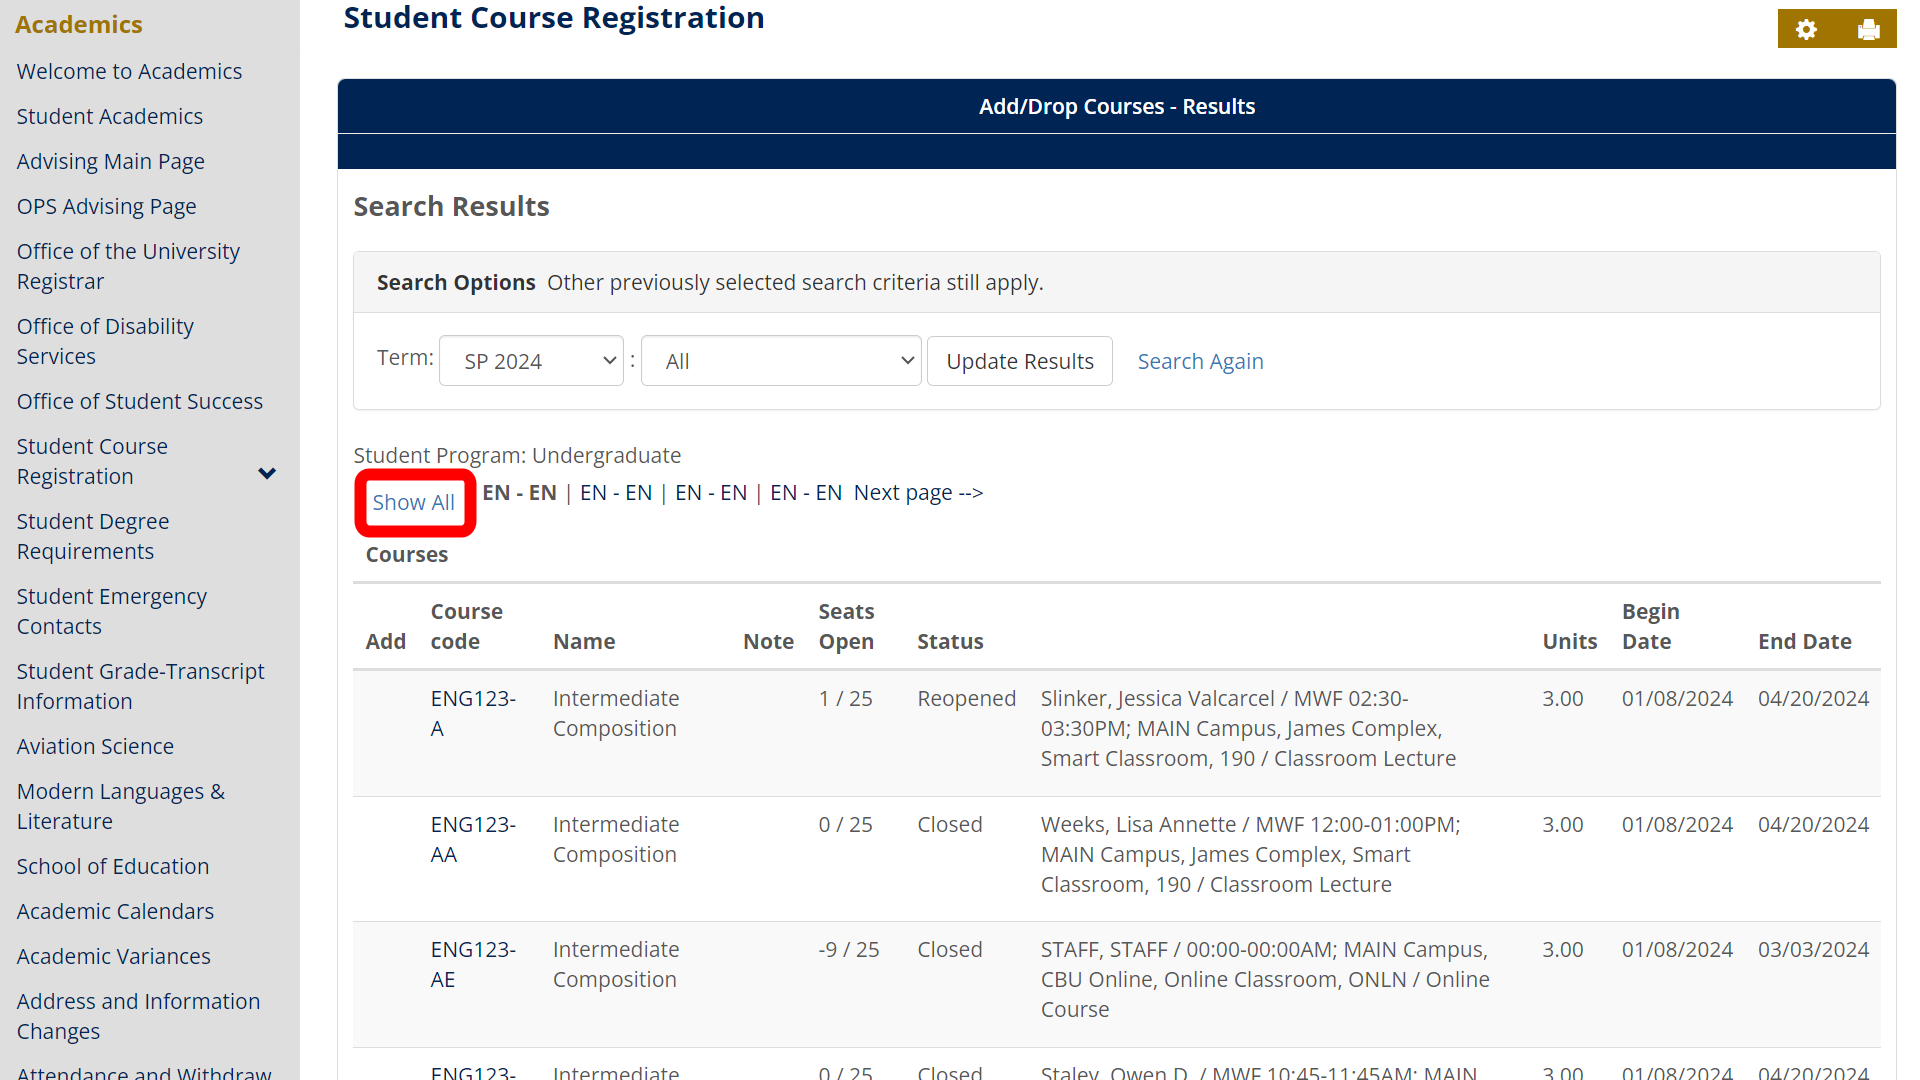 Academics
Welcome to Academics
Student Academics
Advising Main Page
OPS Advising Page
Office of the University
Registrar
Office of Disability
Services
Office of Student Success
Student Course
Registration
Student Degree
Requirements
Student Emergency
Contacts
Student Grade-Transcript
Information
Aviation Science
Modern Languages &
Literature
School of Education
Academic Calendars
Academic Variances
Address and Information
Changes
Attendance and Withdraw
Student Course Registration
Add/Drop Courses - Results
Search Results
Search Options Other previously selected search criteria still apply.
Term: SP 2024 : All Update Results Search Again
Student Program: Undergraduate
Show All EN - EN | EN - EN | EN - EN | EN - EN Next page -->
Courses
Course Seats Begin
Add code Name Note Open Status Units Date End Date
ENG123- Intermediate 1 / 25 Reopened Slinker, Jessica Valcarcel / MWF 02:30- 3.00 01/08/2024 04/20/2024
A Composition 03:30PM; MAIN Campus, James Complex,
Smart Classroom, 190 / Classroom Lecture
ENG123- Intermediate 0 / 25 Closed Weeks, Lisa Annette / MWF 12:00-01:00PM; 3.00 01/08/2024 04/20/2024
AA Composition MAIN Campus, James Complex, Smart
Classroom, 190 / Classroom Lecture
ENG123- Intermediate -9 / 25 Closed STAFF, STAFF / 00:00-00:00AM; MAIN Campus, 3.00 01/08/2024 03/03/2024
AE Composition CBU Online, Online Classroom, ONLN / Online
Course
ENG123- Intermediate 0 / 25 Closed Staley, Owen D. / MWF 10:45-11:45AM; MAIN 3.00 01/08/2024 04/20/2024